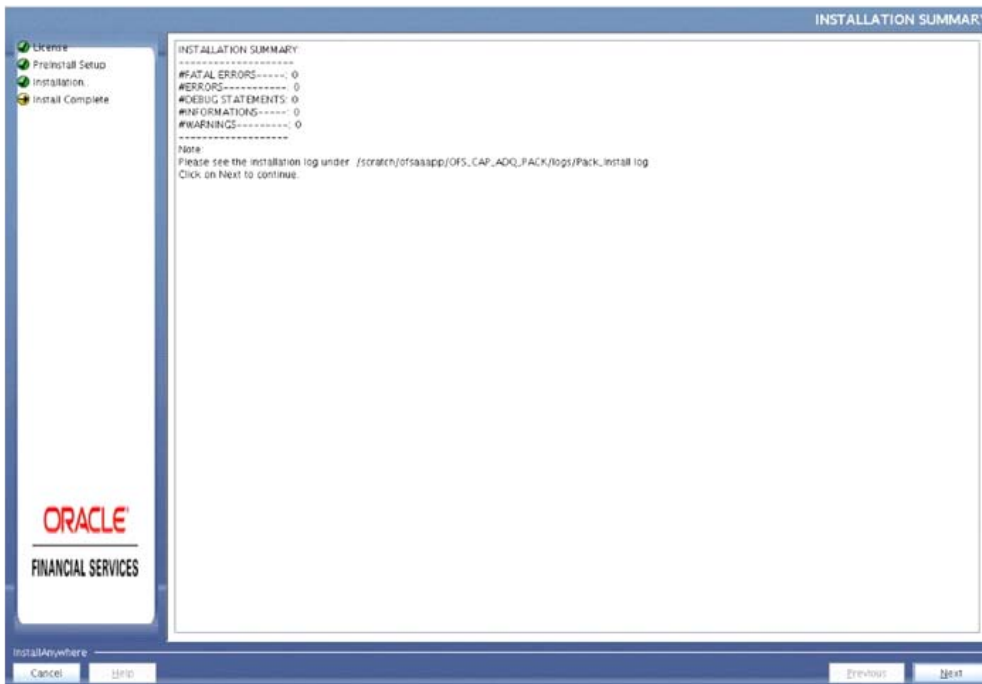 INSTALLATION SUMMARY
License
PreInstall Setup
Installation..
Install Complete
INSTALLATION SUMMARY
--------------------
#FATAL ERRORS-----: 0
#ERRORS-----------: 0
#DEBUG STATEMENTS: 0
#INFORMATIONS-----: 0
#WARNINGS---------: 0
-------------------
Note:
Please see the installation log under /scratch/ofsaaapp/OFS_CAP_ADQ_PACK/logs/Pack_Install log
Click on Next to continue.
ORACLE
FINANCIAL SERVICES
InstallAnywhere
Cancel
Help
Previous
Next